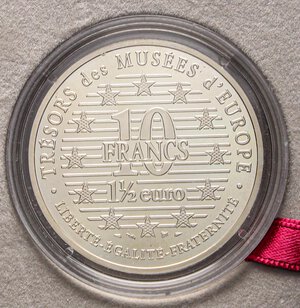 TRÉSORS des MUSÉES d'EUROPE
10
FRANCS
1½ euro
LIBERTÉ-ÉGALITÉ-FRATERNITÉ